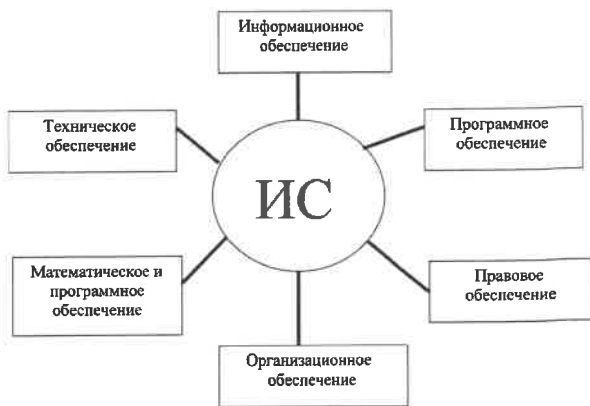 Информационное
обеспечение
Техническое
обеспечение
Программное
обеспечение
ИС
Математическое и
программное
обеспечение
Правовое
обеспечение
Организационное
обеспечение